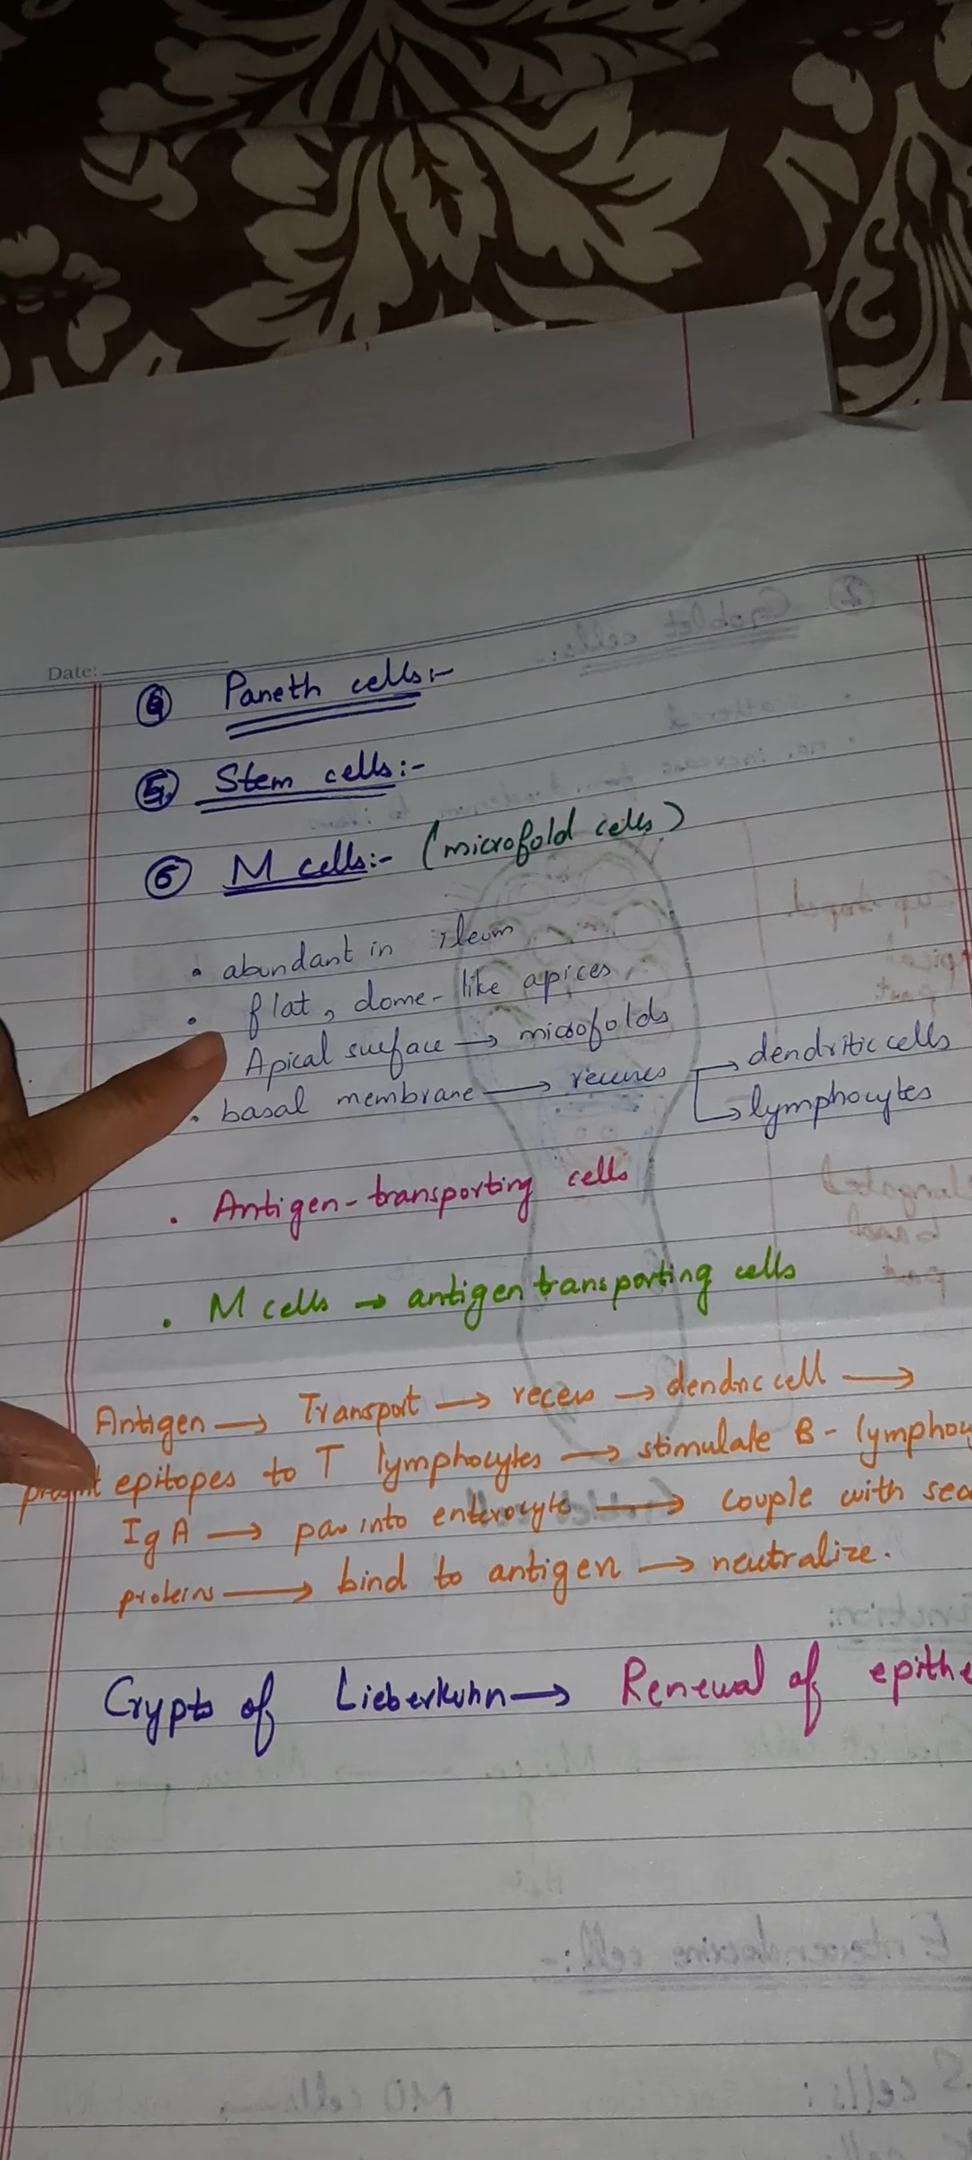 Date:
④ Paneth cells:-
⑤ Stem cells:-
⑥ M cells:- (microfold cells)
• abundant in ileum
• flat, dome-like apices
Apical surface → microfolds
• basal membrane → recesses → dendritic cells
→ lymphocytes
• Antigen-transporting cells
• M cells → antigen transporting cells
Antigen → Transport → recess → dendric cell →
present epitopes to T lymphocytes → stimulate B-lymphocy
IgA → pass into enterocyte → couple with sec
proteins → bind to antigen → neutralize.
Crypts of Lieberkuhn → Renewal of epithe